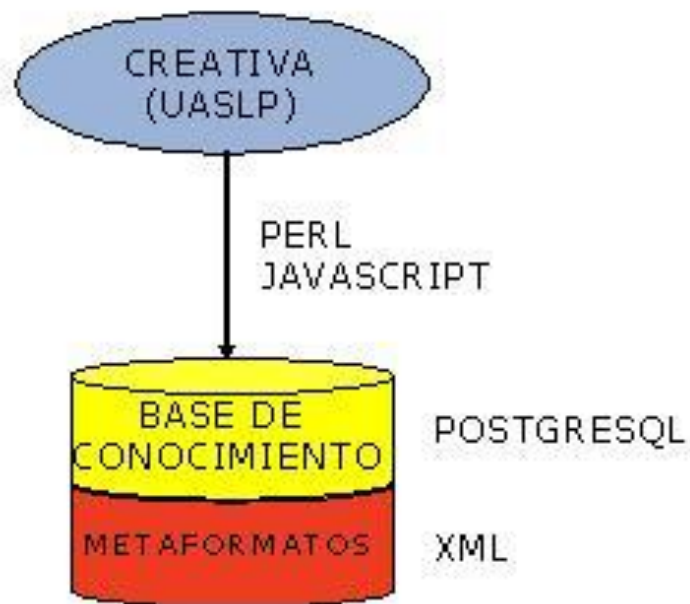 CREATIVA
(UASLP)
PERL
JAVASCRIPT
BASE DE
CONOCIMIENTO
POSTGRESQL
METAFORMATOS
XML